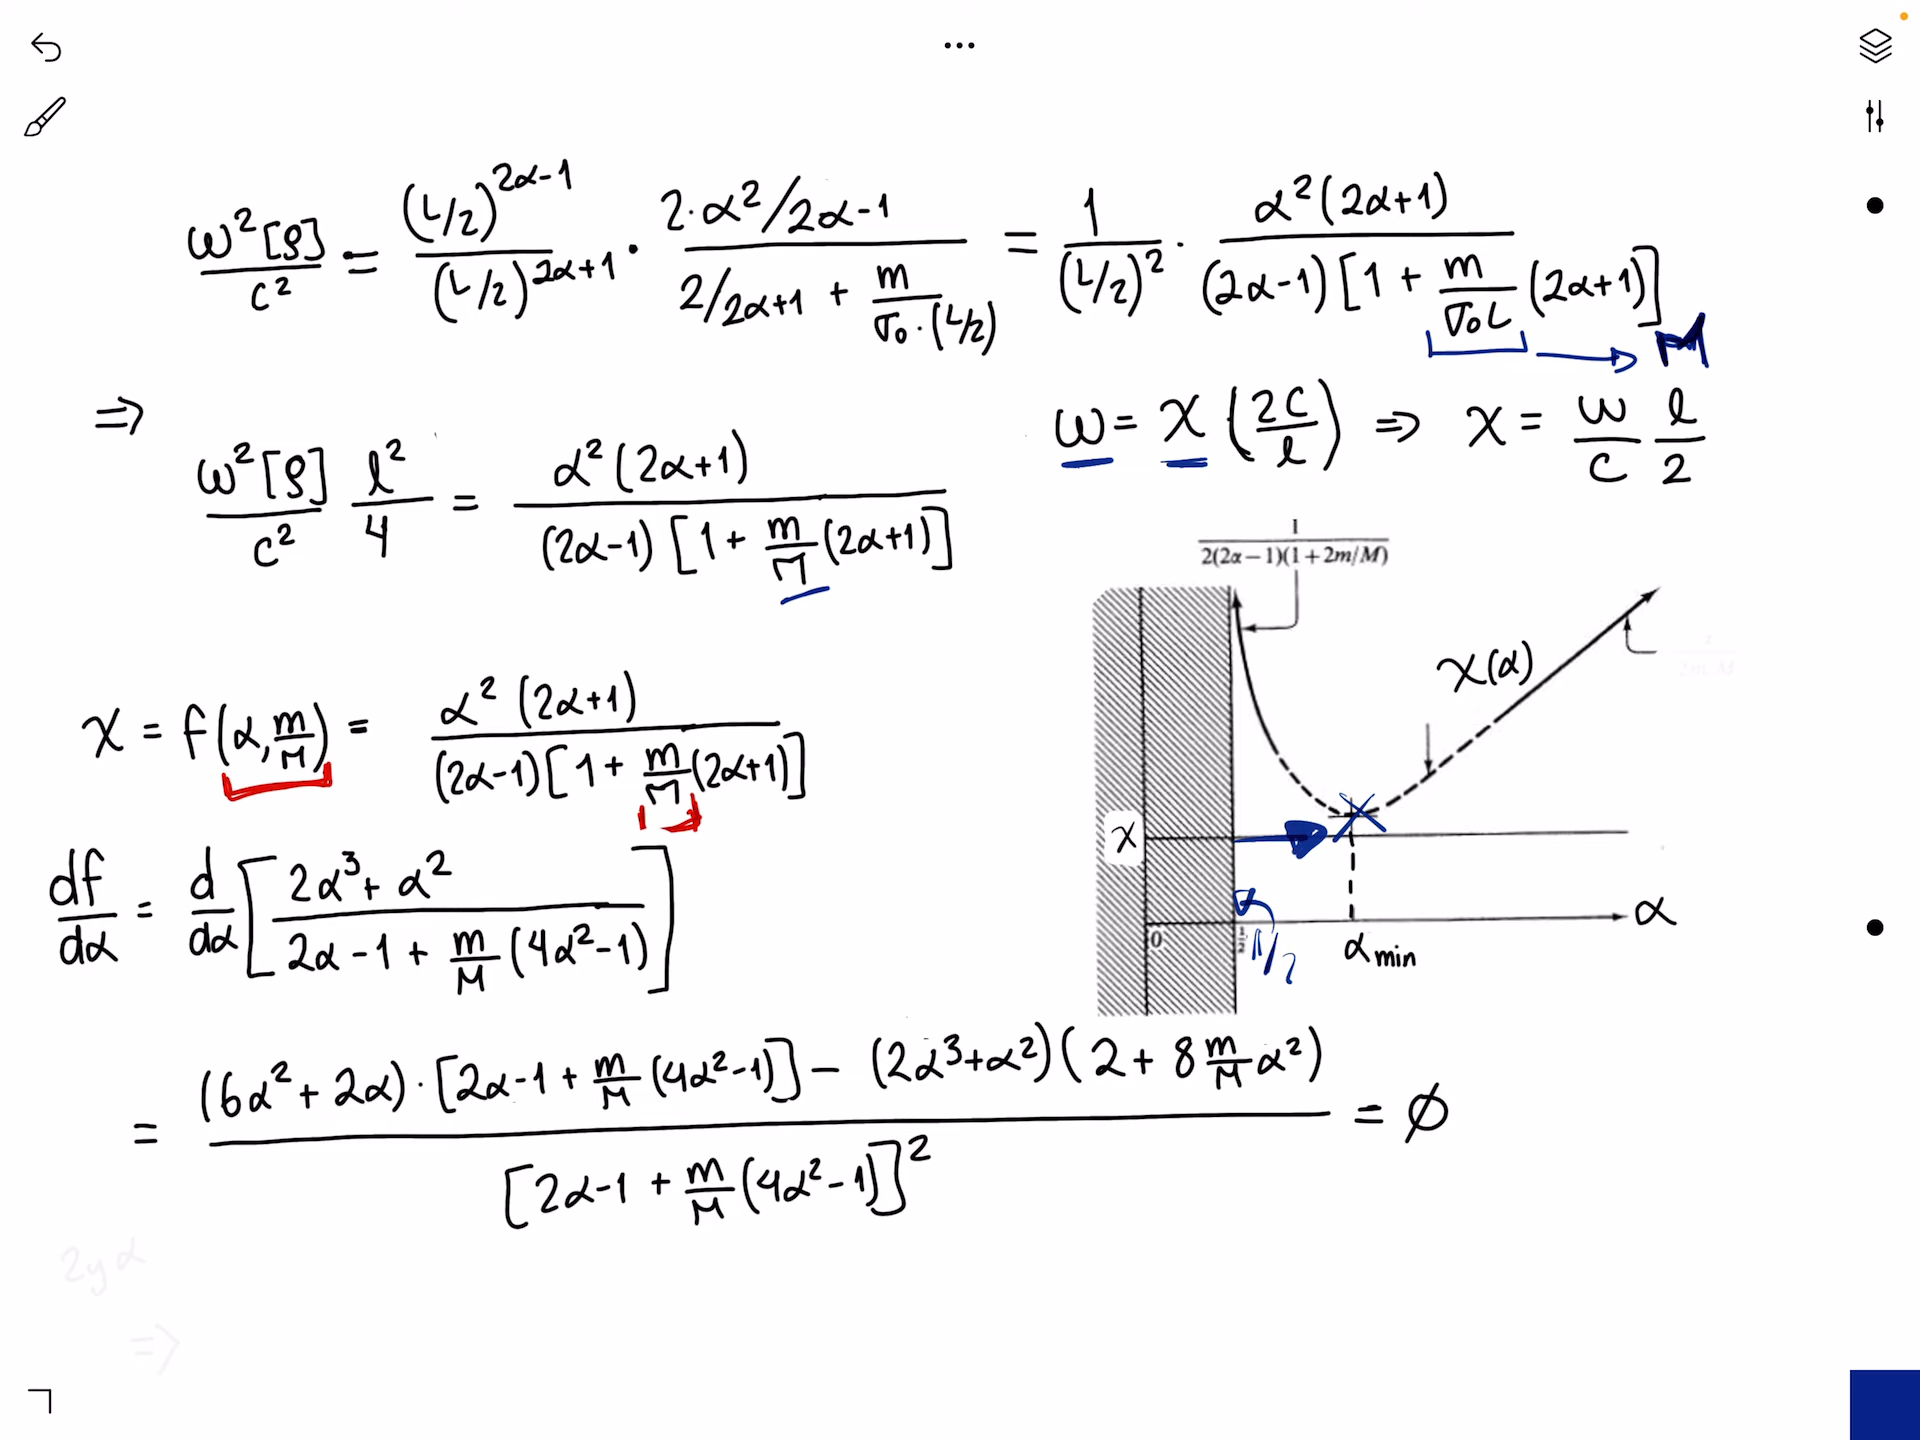 ω²[ρ]/c² = (L/2)^(2α-1) / (L/2)^(2α+1) · (2·α²/2α-1) / (2/2α+1 + m/(σ₀·(L/2))) = 1/(L/2)² · α²(2α+1) / ((2α-1)[1 + m/(σ₀L) (2α+1)])
→ M
⇒
ω = χ (2c/l) ⇒ χ = ω/c l/2
ω²[ρ]/c² l²/4 = α²(2α+1) / ((2α-1)[1 + m/M (2α+1)])
1/(2(2α−1)(1+2m/M))
χ(α)
χ = f(α, m/M) = α²(2α+1) / ((2α-1)[1 + m/M (2α+1)])
χ
df/dα = d/dα [(2α³+α²) / (2α-1 + m/M (4α²-1))]
α
0
1/2
π/2
α min
= ((6α²+2α)·[2α-1 + m/M (4α²-1)] − (2α³+α²)(2 + 8 m/M α²)) / [2α-1 + m/M (4α²-1)]² = ∅
2yα
⇒